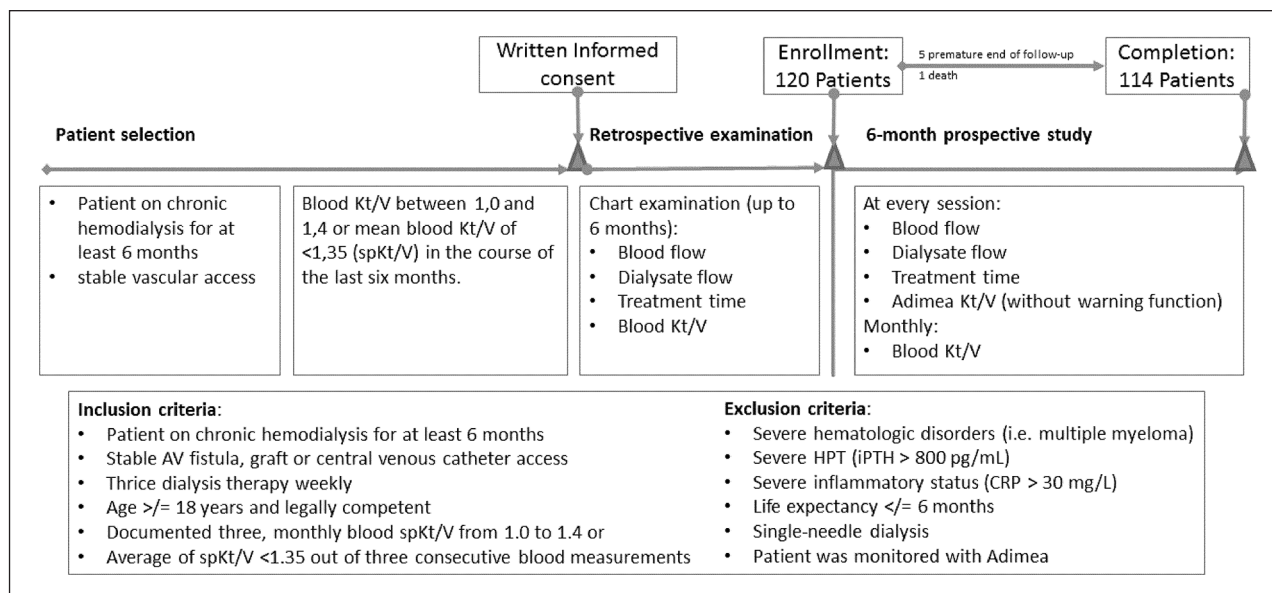 Written Informed
consent
Enrollment:
120 Patients
5 premature end of follow-up
1 death
Completion:
114 Patients
Patient selection
Retrospective examination
6-month prospective study
• Patient on chronic
hemodialysis for at
least 6 months
• stable vascular access
Blood Kt/V between 1,0 and
1,4 or mean blood Kt/V of
<1,35 (spKt/V) in the course of
the last six months.
Chart examination (up to
6 months):
• Blood flow
• Dialysate flow
• Treatment time
• Blood Kt/V
At every session:
• Blood flow
• Dialysate flow
• Treatment time
• Adimea Kt/V (without warning function)
Monthly:
• Blood Kt/V
Inclusion criteria:
• Patient on chronic hemodialysis for at least 6 months
• Stable AV fistula, graft or central venous catheter access
• Thrice dialysis therapy weekly
• Age >/= 18 years and legally competent
• Documented three, monthly blood spKt/V from 1.0 to 1.4 or
• Average of spKt/V <1.35 out of three consecutive blood measurements
Exclusion criteria:
• Severe hematologic disorders (i.e. multiple myeloma)
• Severe HPT (iPTH > 800 pg/mL)
• Severe inflammatory status (CRP > 30 mg/L)
• Life expectancy </= 6 months
• Single-needle dialysis
• Patient was monitored with Adimea